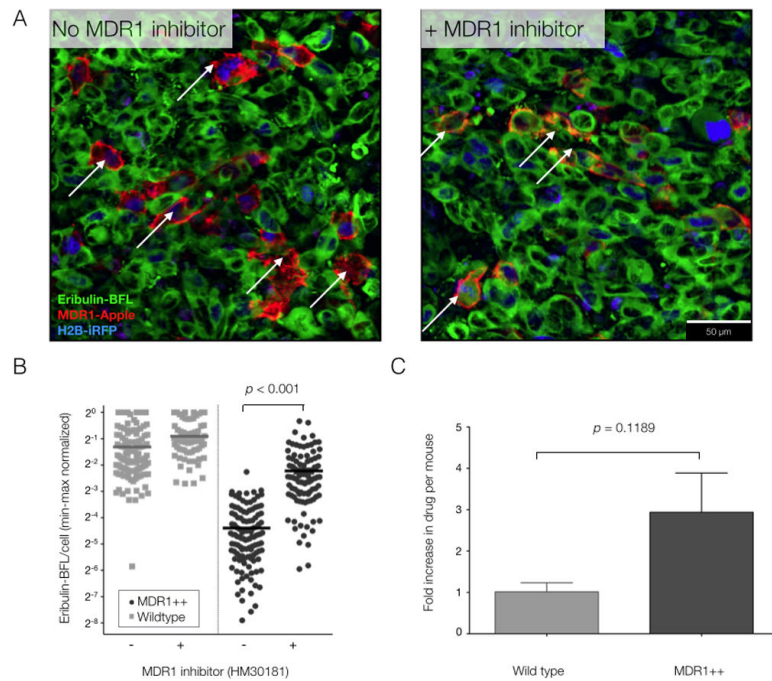 A
No MDR1 inhibitor
+ MDR1 inhibitor
Eribulin-BFL
MDR1-Apple
H2B-iRFP
50 µm
B
p < 0.001
Eribulin-BFL/cell (min-max normalized)
2⁰
2⁻¹
2⁻²
2⁻³
2⁻⁴
2⁻⁵
2⁻⁶
2⁻⁷
2⁻⁸
MDR1++
Wildtype
- + - +
MDR1 inhibitor (HM30181)
C
p = 0.1189
Fold increase in drug per mouse
5
4
3
2
1
0
Wild type MDR1++